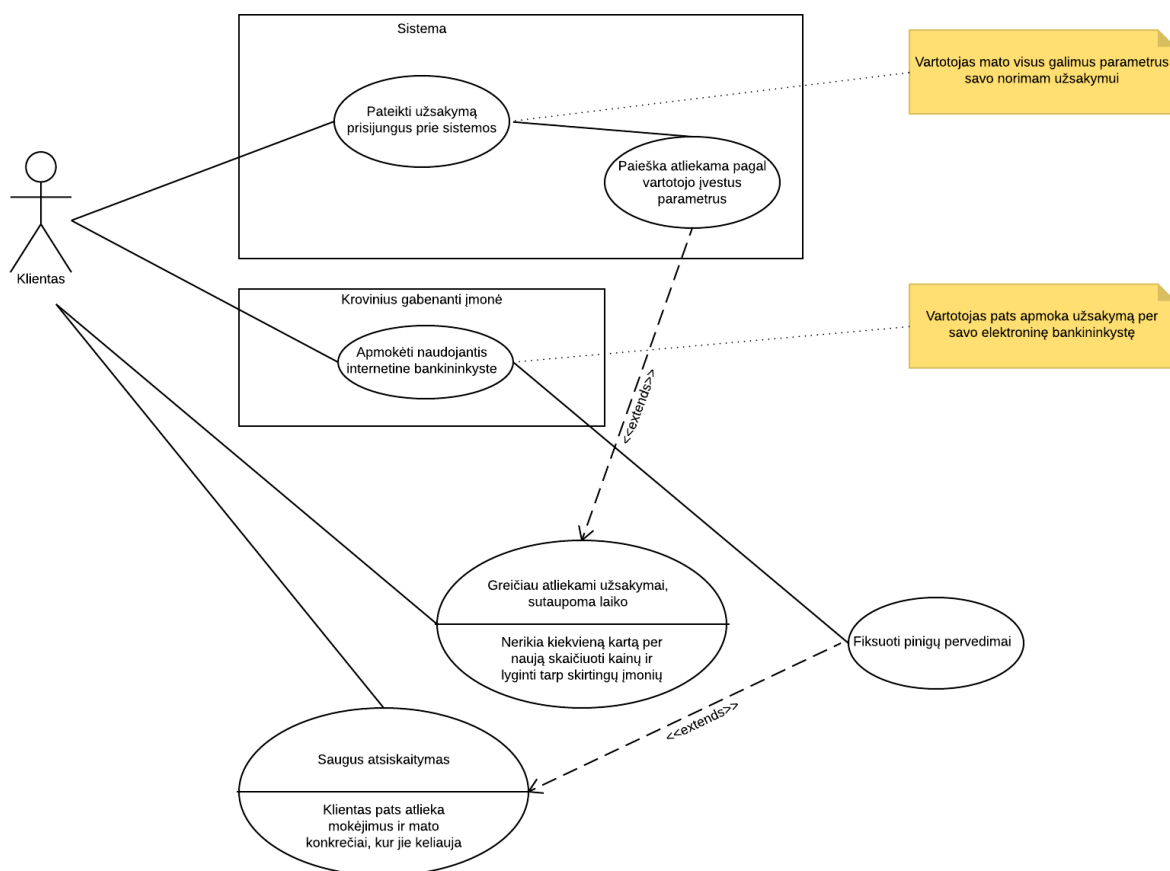 Sistema
Vartotojas mato visus galimus parametrus
savo norimam užsakymui
Pateikti užsakymą
prisijungus prie sistemos
Paieška atliekama pagal
vartotojo įvestus
parametrus
Klientas
Krovinius gabenanti įmonė
Vartotojas pats apmoka užsakymą per
savo elektroninę bankininkystę
Apmokėti naudojantis
internetine bankininkyste
<<extends>>
Greičiau atliekami užsakymai,
sutaupoma laiko
Nerikia kiekvieną kartą per
naują skaičiuoti kainų ir
lyginti tarp skirtingų įmonių
Fiksuoti pinigų pervedimai
<<extends>>
Saugus atsiskaitymas
Klientas pats atlieka
mokėjimus ir mato
konkrečiai, kur jie keliauja